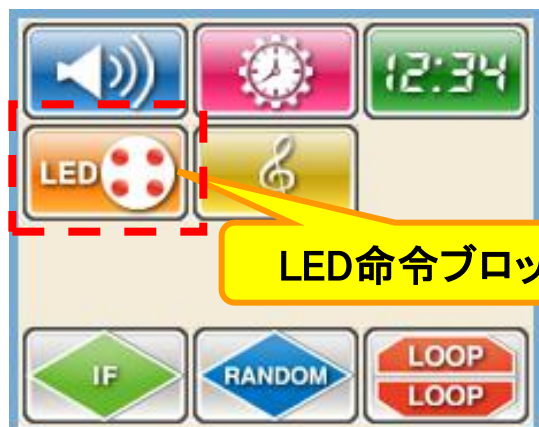 12:34
LED
LED命令ブロッ
IF
RANDOM
LOOP
LOOP